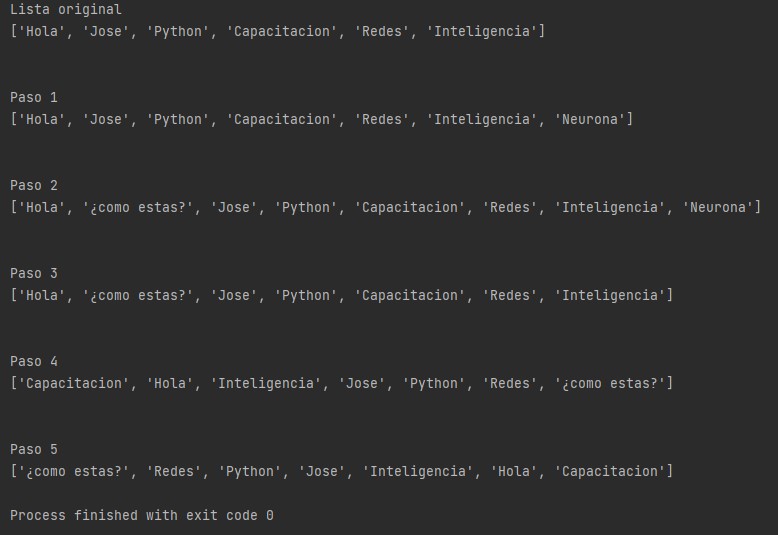 Lista original
['Hola', 'Jose', 'Python', 'Capacitacion', 'Redes', 'Inteligencia']
Paso 1
['Hola', 'Jose', 'Python', 'Capacitacion', 'Redes', 'Inteligencia', 'Neurona']
Paso 2
['Hola', '¿como estas?', 'Jose', 'Python', 'Capacitacion', 'Redes', 'Inteligencia', 'Neurona']
Paso 3
['Hola', '¿como estas?', 'Jose', 'Python', 'Capacitacion', 'Redes', 'Inteligencia']
Paso 4
['Capacitacion', 'Hola', 'Inteligencia', 'Jose', 'Python', 'Redes', '¿como estas?']
Paso 5
['¿como estas?', 'Redes', 'Python', 'Jose', 'Inteligencia', 'Hola', 'Capacitacion']
Process finished with exit code 0